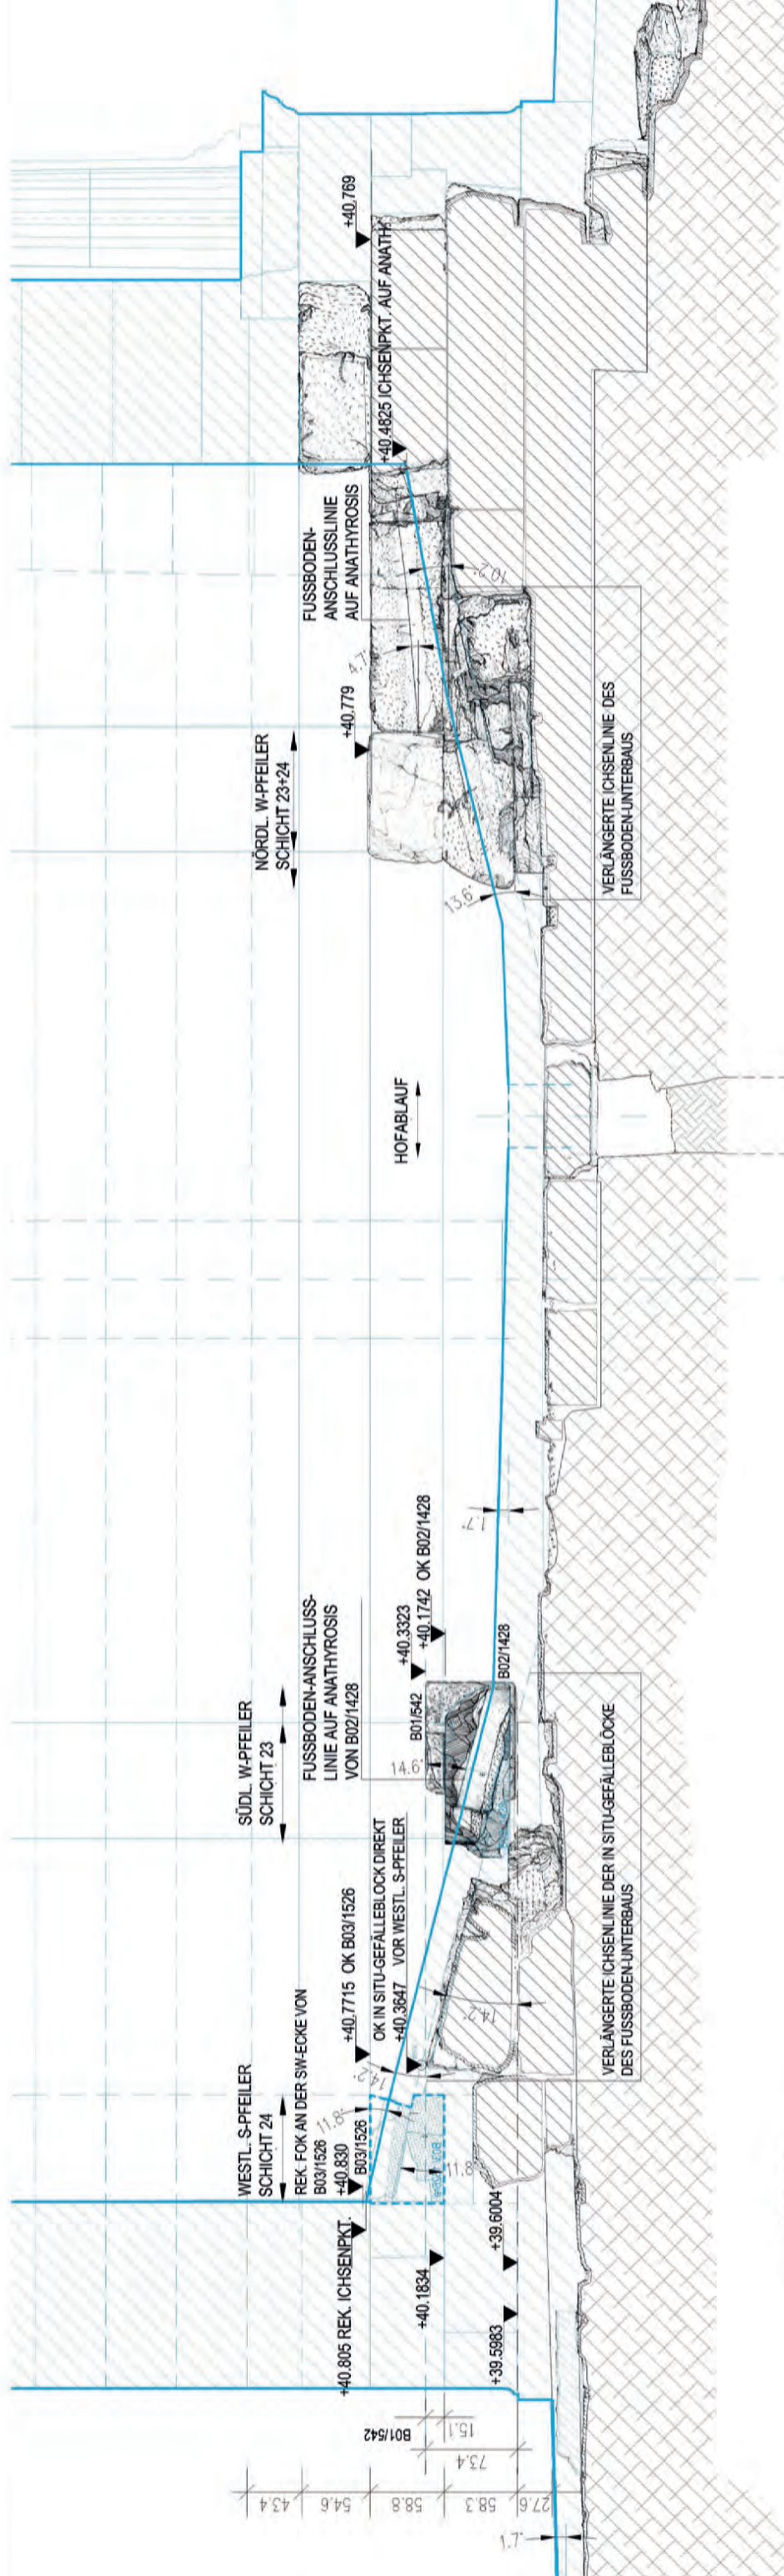 WESTL. S-PFEILER
SCHICHT 24
SÜDL. W-PFEILER
SCHICHT 23
NÖRDL. W-PFEILER
SCHICHT 23+24
REK. FOK AN DER SW-ECKE VON
B03/1526
+40.830
B03/1526
+40.805 REK. ICHSENPKT.
+40.7715 OK B03/1526
OK IN SITU-GEFÄLLEBLOCK DIREKT
+40.3647 VOR WESTL. S-PFEILER
FUSSBODEN-ANSCHLUSS-
LINIE AUF ANATHYROSIS
VON B02/1428
+40.3323
+40.1742 OK B02/1428
B01/542
B02/1428
HOFABLAUF
+40.779
FUSSBODEN-
ANSCHLUSSLINIE
AUF ANATHYROSIS
+40.4825 ICHSENPKT. AUF ANATH.
+40.769
+40.1834
+39.6004
+39.5983
B01/542
15.1
73.4
43.4
54.6
58.8
58.3
27.6
1.7°
11.8°
11.8°
14.2°
14.2°
14.6°
1.7°
13.6°
4.7°
10.2°
VERLÄNGERTE ICHSENLINIE DER IN SITU-GEFÄLLEBLÖCKE
DES FUSSBODEN-UNTERBAUS
VERLÄNGERTE ICHSENLINIE DES
FUSSBODEN-UNTERBAUS